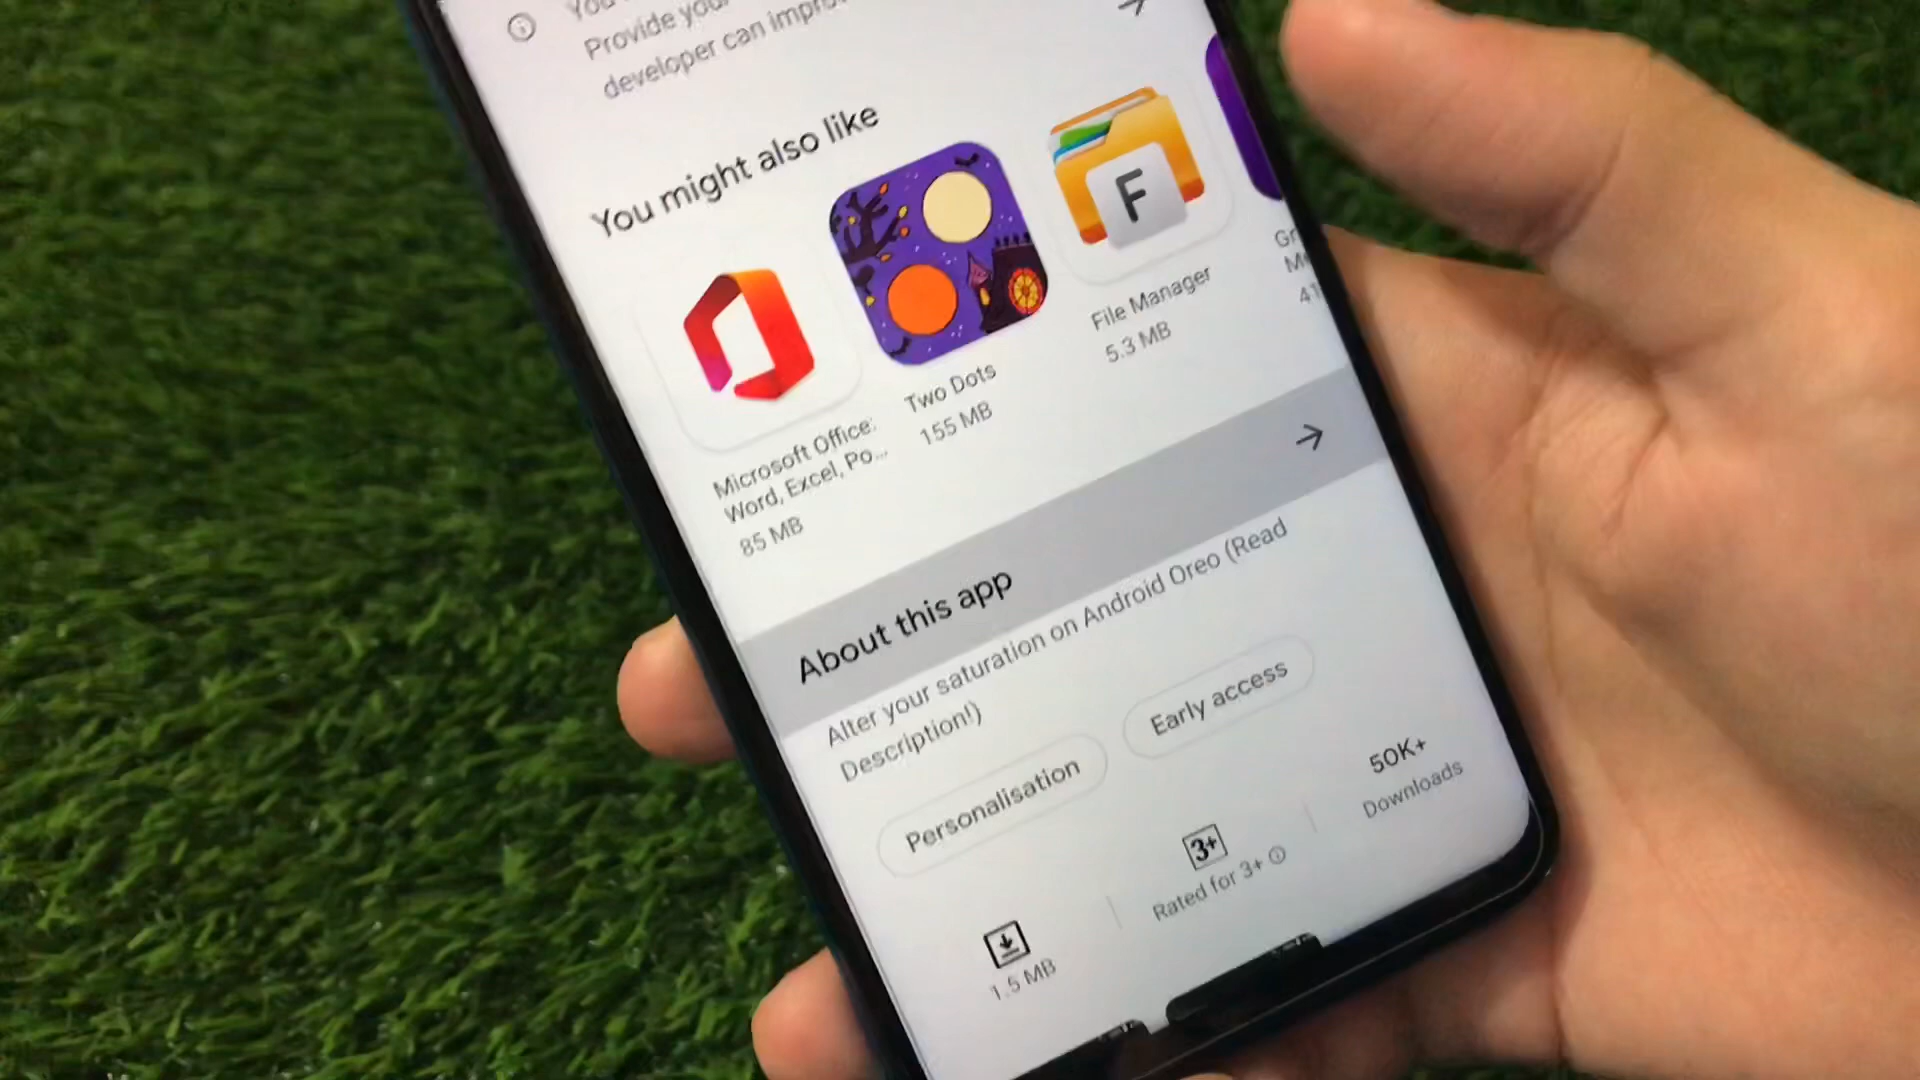 Provide your
developer can improve
You might also like
F
Microsoft Office:
Word, Excel, Po...
85 MB
Two Dots
155 MB
File Manager
5.3 MB
About this app
Alter your saturation on Android Oreo (Read
Description!)
Personalisation
Early access
1.5 MB
3+
Rated for 3+
50K+
Downloads